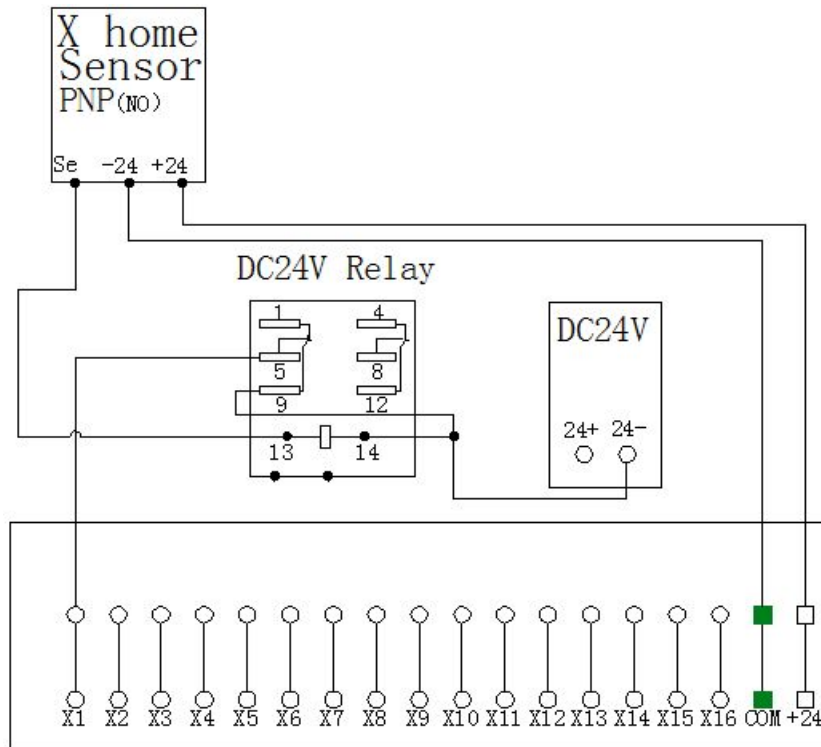 X home
Sensor
PNP(NO)
Se -24 +24
DC24V Relay
1 4
5 8
9 12
13 14
DC24V
24+ 24-
X1 X2 X3 X4 X5 X6 X7 X8 X9 X10 X11 X12 X13 X14 X15 X16 COM +24